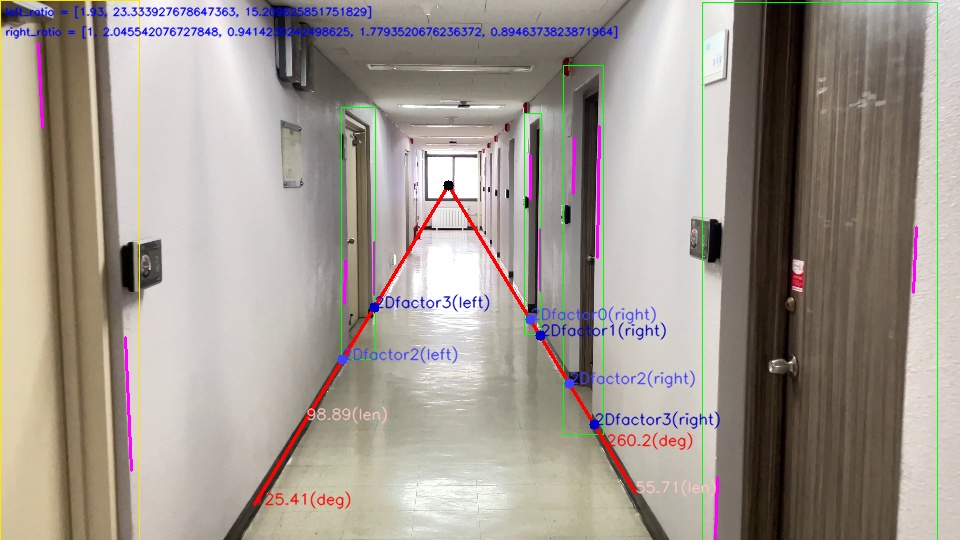 left_ratio = [1.93, 23.333927678647363, 15.209625851751829]
right_ratio = [1, 2.045542076727848, 0.9414230242498625, 1.7793520676236372, 0.8946373823871964]
2Dfactor3(left)
2Dfactor0(right)
2Dfactor1(right)
2Dfactor2(left)
2Dfactor2(right)
98.89(len)
2Dfactor3(right)
260.2(deg)
55.71(len)
25.41(deg)